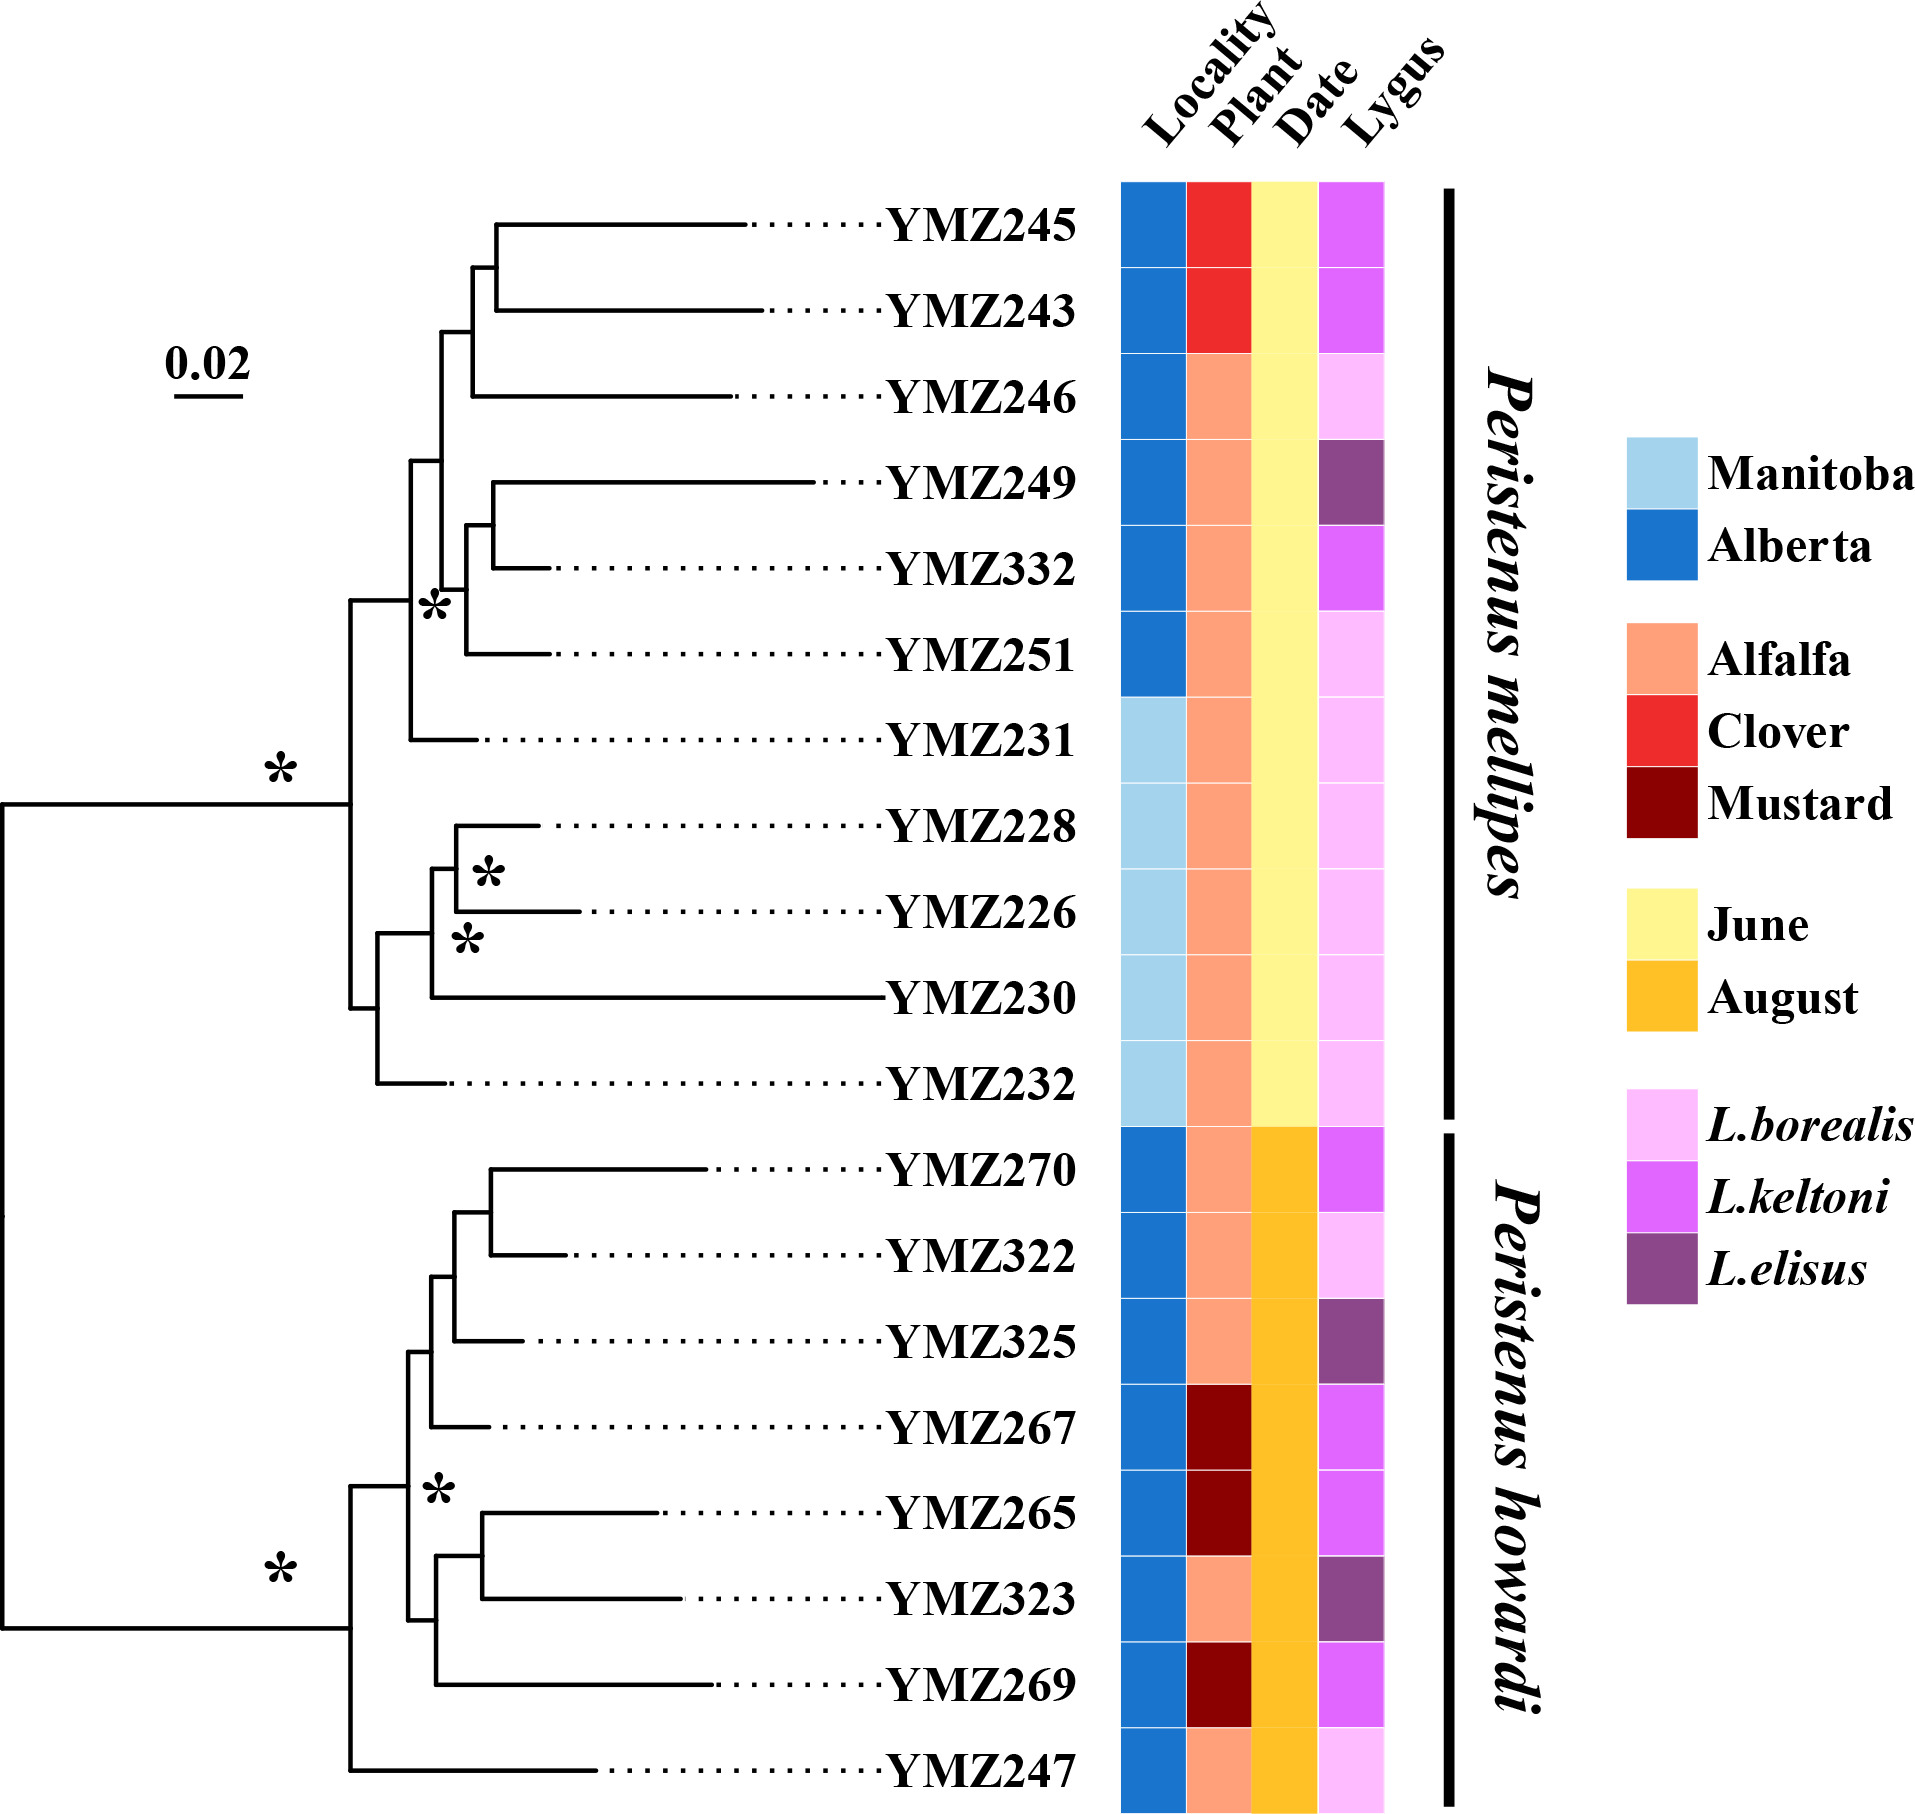 Locality
Plant
Date
Lygus
0.02
YMZ245
YMZ243
YMZ246
YMZ249
YMZ332
YMZ251
YMZ231
YMZ228
YMZ226
YMZ230
YMZ232
YMZ270
YMZ322
YMZ325
YMZ267
YMZ265
YMZ323
YMZ269
YMZ247
*
*
*
*
*
*
Peristenus mellipes
Peristenus howardi
Manitoba
Alberta
Alfalfa
Clover
Mustard
June
August
L.borealis
L.keltoni
L.elisus